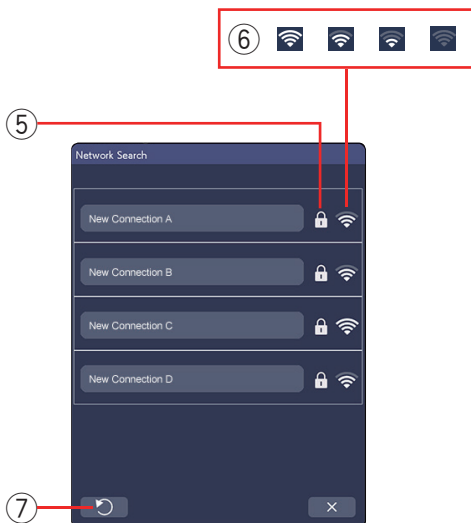 ⑥
⑤
Network Search
New Connection A
New Connection B
New Connection C
New Connection D
⑦